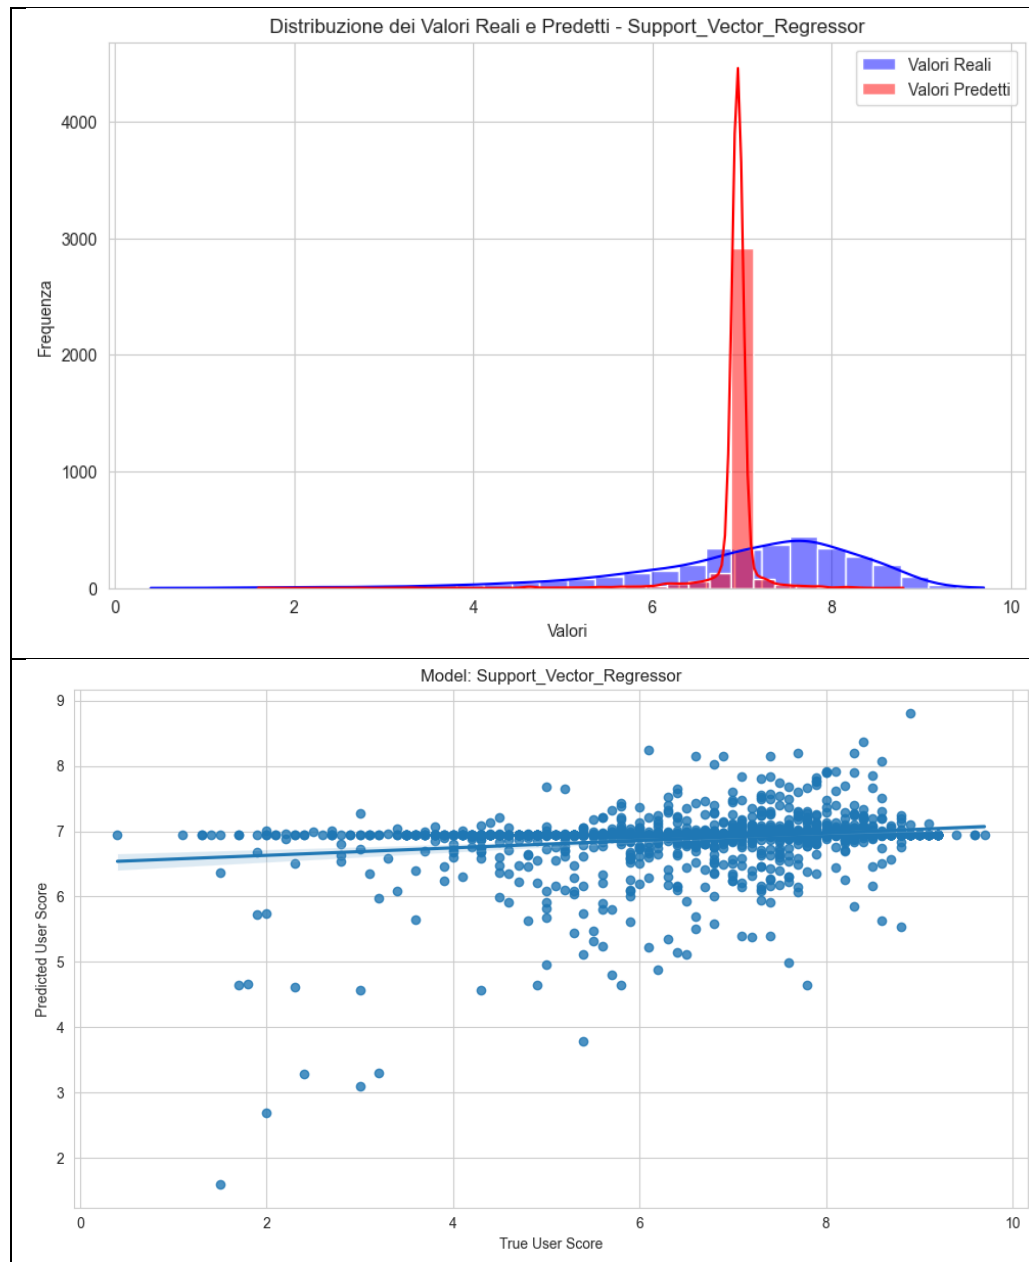 Distribuzione dei Valori Reali e Predetti - Support_Vector_Regressor
Valori Reali
Valori Predetti
4000
3000
2000
1000
0
Frequenza
0 2 4 6 8 10
Valori
Model: Support_Vector_Regressor
9
8
7
6
5
4
3
2
Predicted User Score
0 2 4 6 8 10
True User Score